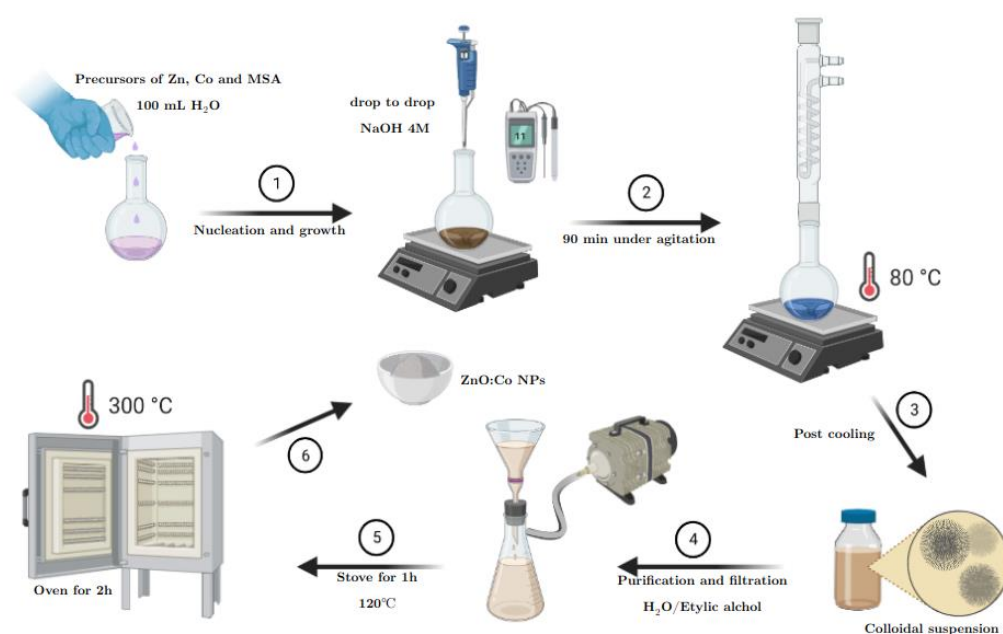 Precursors of Zn, Co and MSA
100 mL H₂O
1
Nucleation and growth
drop to drop
NaOH 4M
11
2
90 min under agitation
80 °C
3
Post cooling
Colloidal suspension
4
Purification and filtration
H₂O/Etylic alchol
5
Stove for 1h
120°C
300 °C
Oven for 2h
6
ZnO:Co NPs